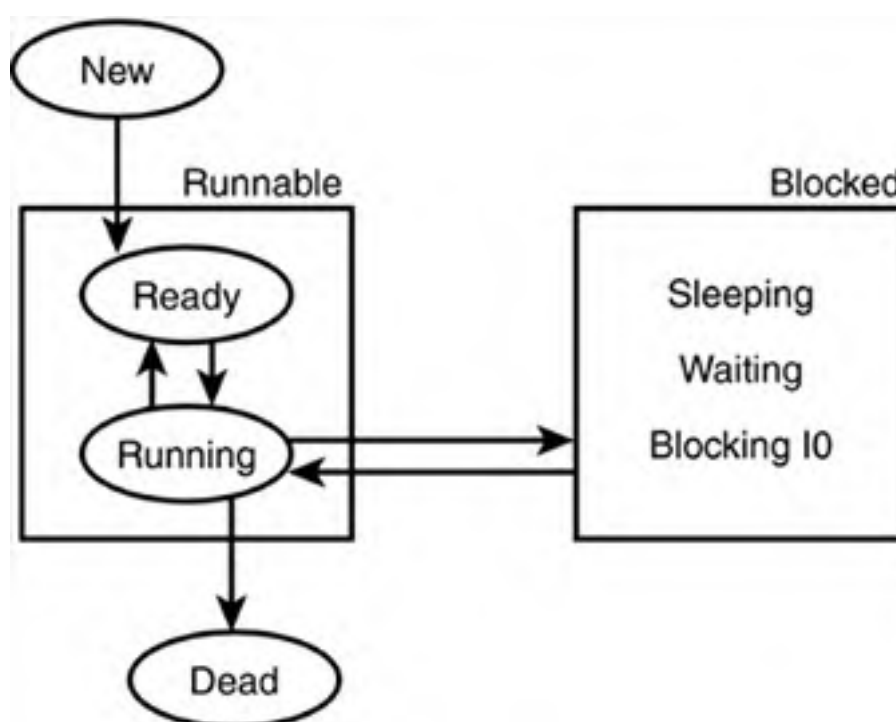 New
Runnable
Blocked
Ready
Sleeping
Waiting
Running
Blocking I0
Dead